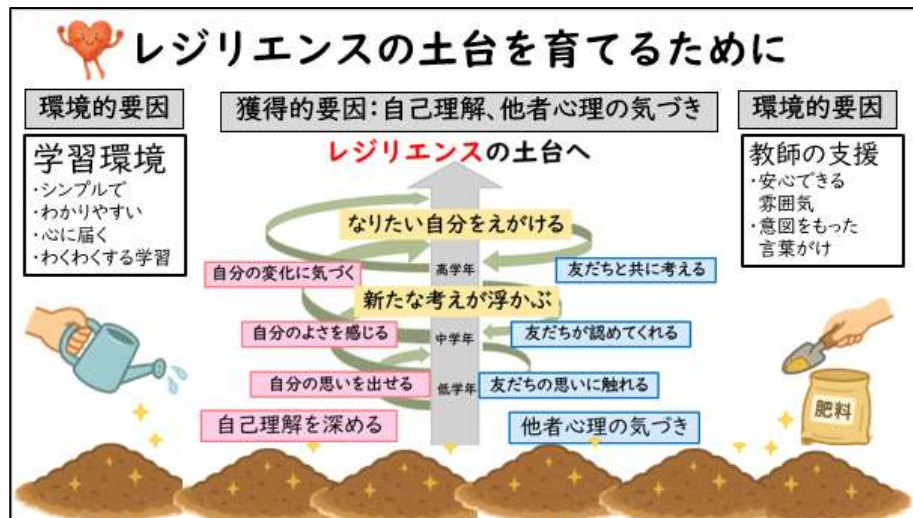 レジリエンスの土台を育てるために
環境的要因
学習環境
・シンプルで
・わかりやすい
・心に届く
・わくわくする学習
獲得的要因：自己理解、他者心理の気づき
レジリエンスの土台へ
なりたい自分をえがける
自分の変化に気づく
高学年
友だちと共に考える
新たな考えが浮かぶ
自分のよさを感じる
中学年
友だちが認めてくれる
自分の思いを出せる
低学年
友だちの思いに触れる
自己理解を深める
他者心理の気づき
環境的要因
教師の支援
・安心できる
雰囲気
・意図をもった
言葉がけ
肥料